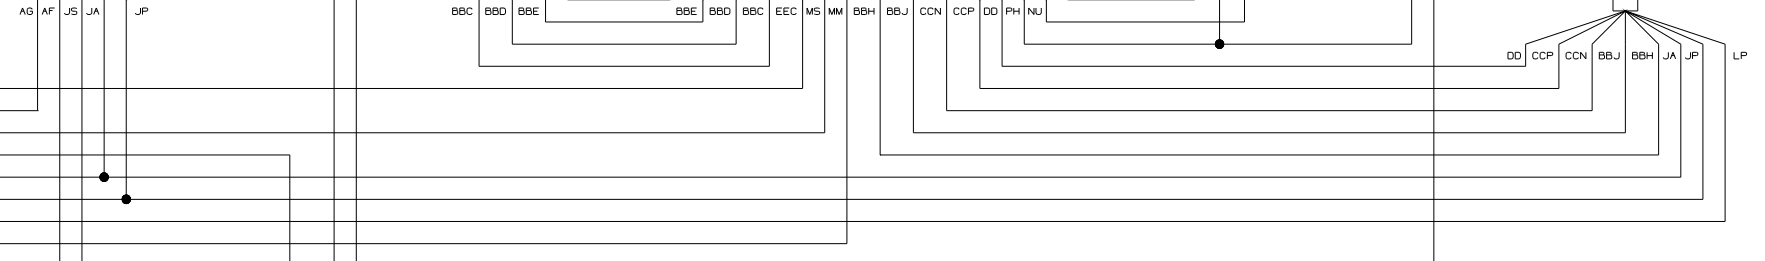 AG AF JS JA JP BBC BBD BBE BBE BBD BBC EEC MS MM BBH BBJ CCN CCP DD PH NU
DD CCP CCN BBJ BBH JA JP LP